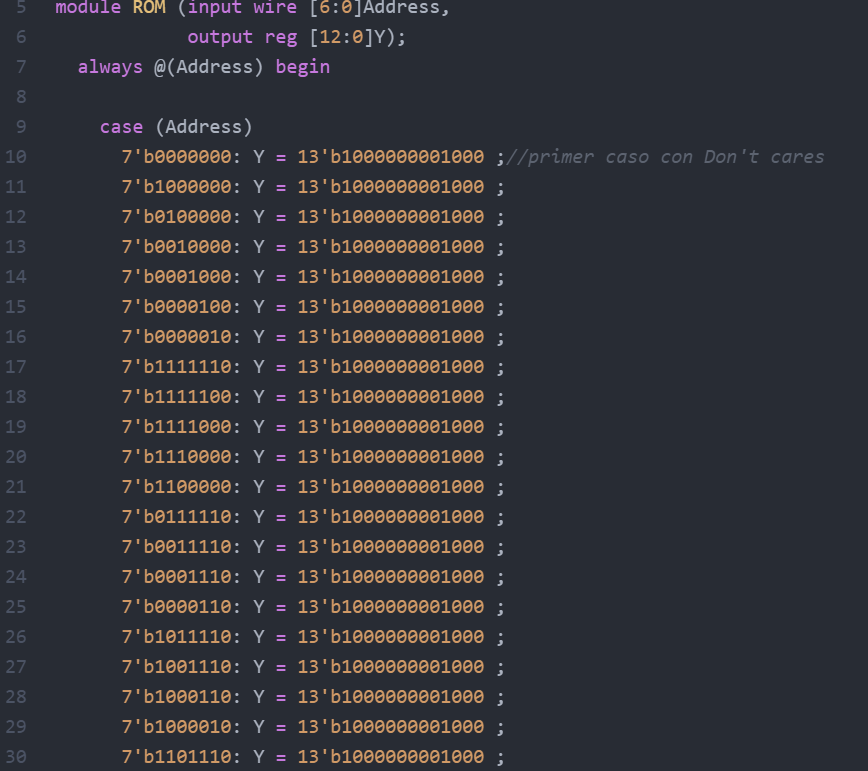 5 module ROM (input wire [6:0]Address,
6 output reg [12:0]Y);
7 always @(Address) begin
8
9 case (Address)
10 7'b0000000: Y = 13'b1000000001000 ;//primer caso con Don't cares
11 7'b1000000: Y = 13'b1000000001000 ;
12 7'b0100000: Y = 13'b1000000001000 ;
13 7'b0010000: Y = 13'b1000000001000 ;
14 7'b0001000: Y = 13'b1000000001000 ;
15 7'b0000100: Y = 13'b1000000001000 ;
16 7'b0000010: Y = 13'b1000000001000 ;
17 7'b1111110: Y = 13'b1000000001000 ;
18 7'b1111100: Y = 13'b1000000001000 ;
19 7'b1111000: Y = 13'b1000000001000 ;
20 7'b1110000: Y = 13'b1000000001000 ;
21 7'b1100000: Y = 13'b1000000001000 ;
22 7'b0111110: Y = 13'b1000000001000 ;
23 7'b0011110: Y = 13'b1000000001000 ;
24 7'b0001110: Y = 13'b1000000001000 ;
25 7'b0000110: Y = 13'b1000000001000 ;
26 7'b1011110: Y = 13'b1000000001000 ;
27 7'b1001110: Y = 13'b1000000001000 ;
28 7'b1000110: Y = 13'b1000000001000 ;
29 7'b1000010: Y = 13'b1000000001000 ;
30 7'b1101110: Y = 13'b1000000001000 ;